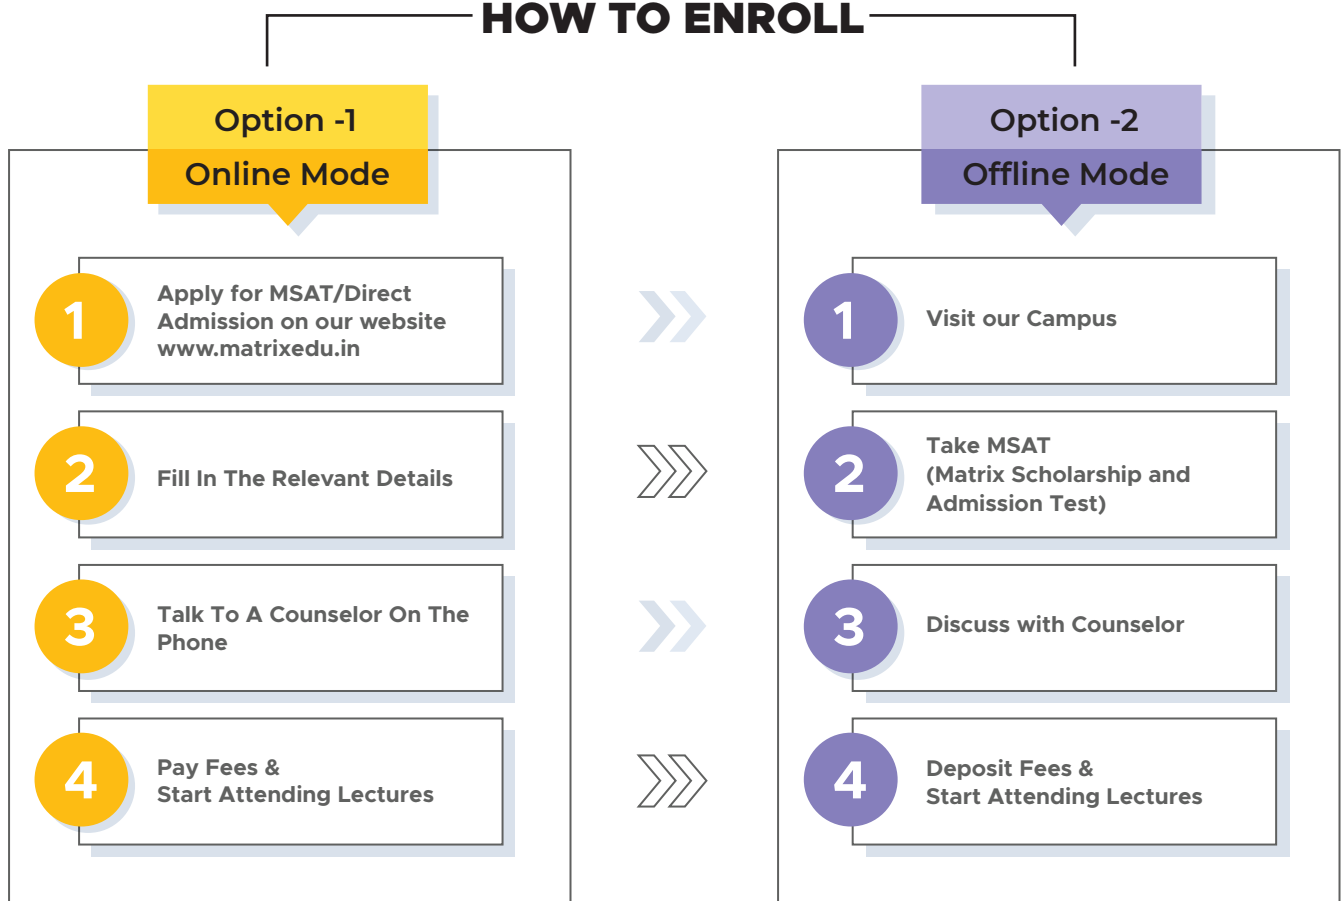 HOW TO ENROLL
Option -1
Online Mode
1
Apply for MSAT/Direct
Admission on our website
www.matrixedu.in
2
Fill In The Relevant Details
3
Talk To A Counselor On The
Phone
4
Pay Fees &
Start Attending Lectures
Option -2
Offline Mode
1
Visit our Campus
2
Take MSAT
(Matrix Scholarship and
Admission Test)
3
Discuss with Counselor
4
Deposit Fees &
Start Attending Lectures